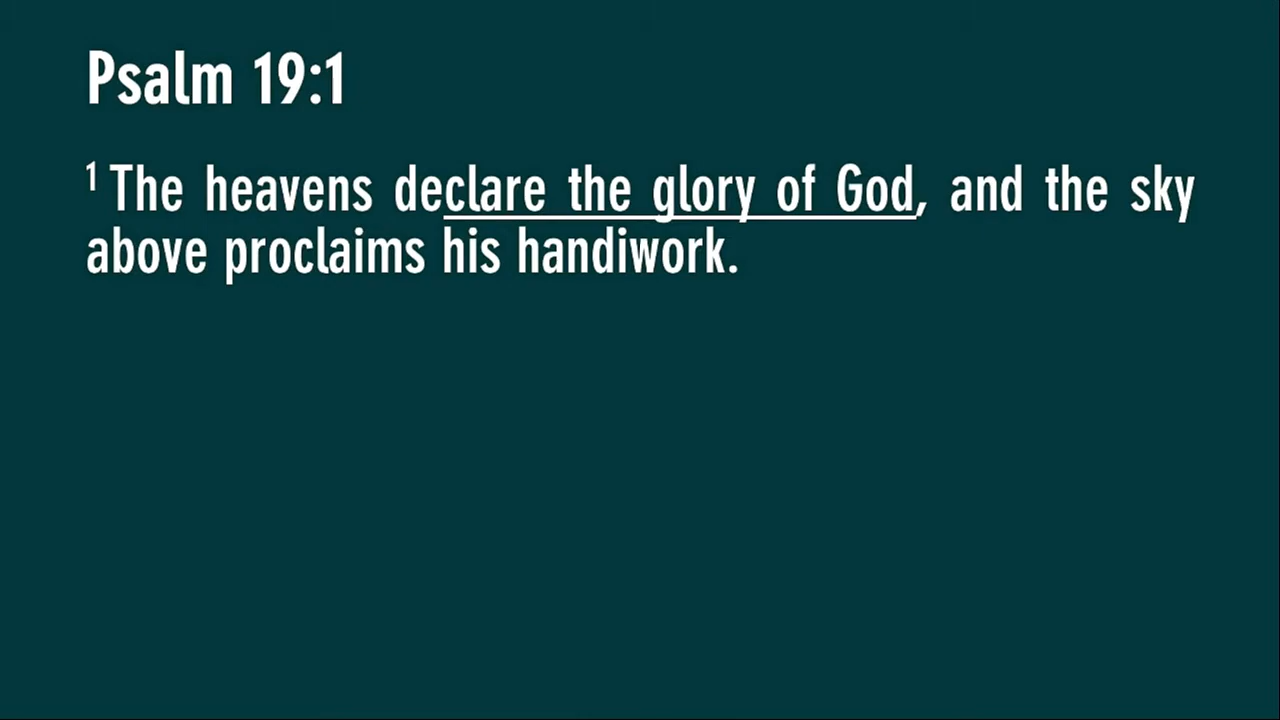 Psalm 19:1
1 The heavens declare the glory of God, and the sky
above proclaims his handiwork.